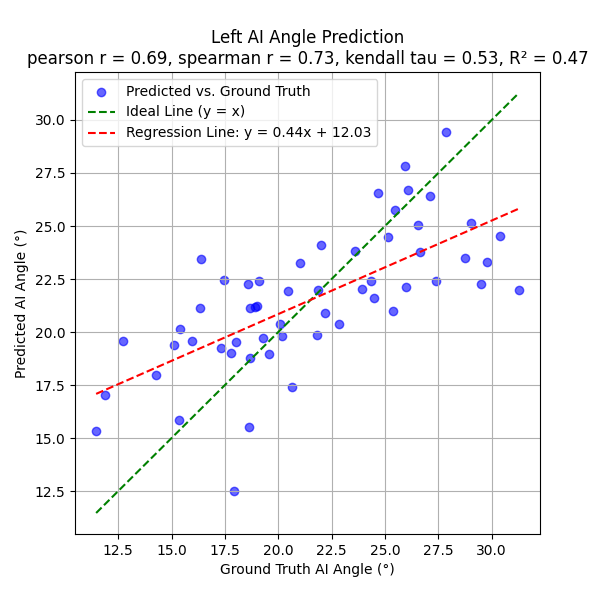 Left AI Angle Prediction
pearson r = 0.69, spearman r = 0.73, kendall tau = 0.53, R² = 0.47
Predicted vs. Ground Truth
Ideal Line (y = x)
Regression Line: y = 0.44x + 12.03
Predicted AI Angle (°)
30.0
27.5
25.0
22.5
20.0
17.5
15.0
12.5
12.5 15.0 17.5 20.0 22.5 25.0 27.5 30.0
Ground Truth AI Angle (°)